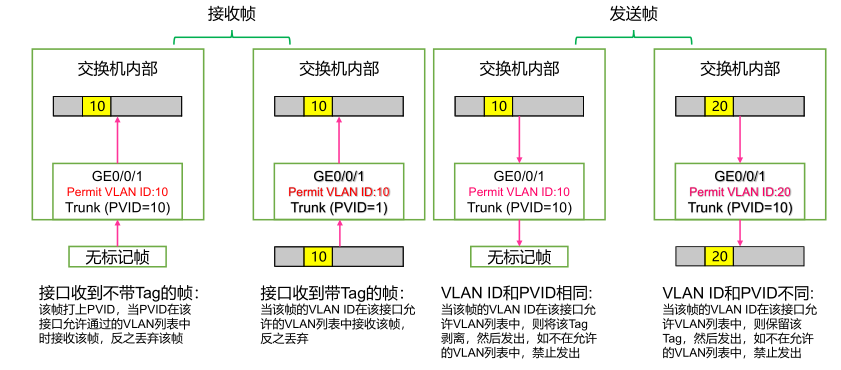 接收帧
发送帧
交换机内部
10
GE0/0/1
Permit VLAN ID:10
Trunk (PVID=10)
无标记帧
接口收到不带Tag的帧：
该帧打上PVID，当PVID在该
接口允许通过的VLAN列表中
时接收该帧，反之丢弃该帧
交换机内部
10
GE0/0/1
Permit VLAN ID:10
Trunk (PVID=1)
10
接口收到带Tag的帧：
当该帧的VLAN ID在该接口允
许的VLAN列表中接收该帧，
反之丢弃
交换机内部
10
GE0/0/1
Permit VLAN ID:10
Trunk (PVID=10)
无标记帧
VLAN ID和PVID相同：
当该帧的VLAN ID在该接口允
许VLAN列表中，则将该Tag
剥离，然后发出，如不在允许
的VLAN列表中，禁止发出
交换机内部
20
GE0/0/1
Permit VLAN ID:20
Trunk (PVID=10)
20
VLAN ID和PVID不同：
当该帧的VLAN ID在该接口允
许VLAN列表中，则保留该
Tag，然后发出，如不在允许
的VLAN列表中，禁止发出